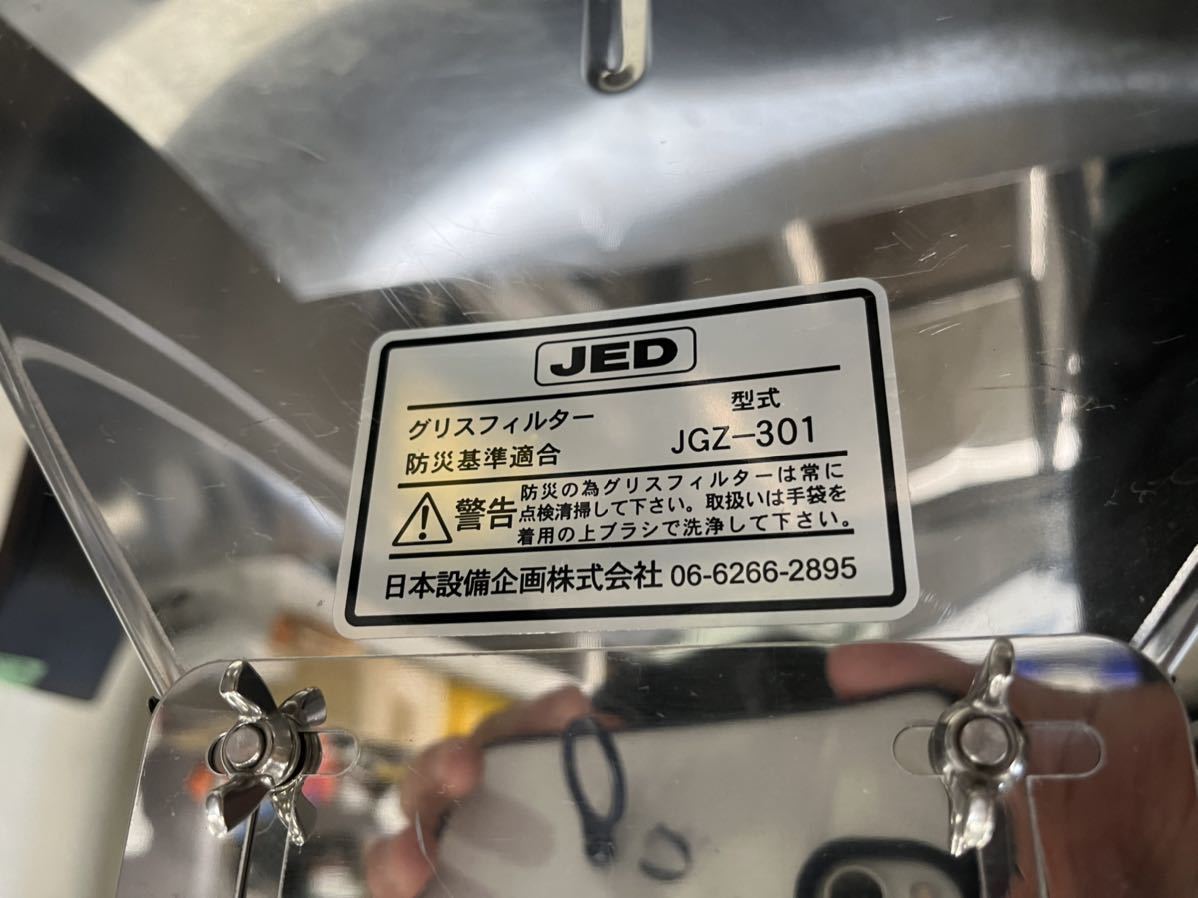 JED
グリスフィルター 型式
防災基準適合 JGZ-301
警告
防災の為グリスフィルターは常に
点検清掃して下さい。取扱いは手袋を
着用の上ブラシで洗浄して下さい。
日本設備企画株式会社 06-6266-2895